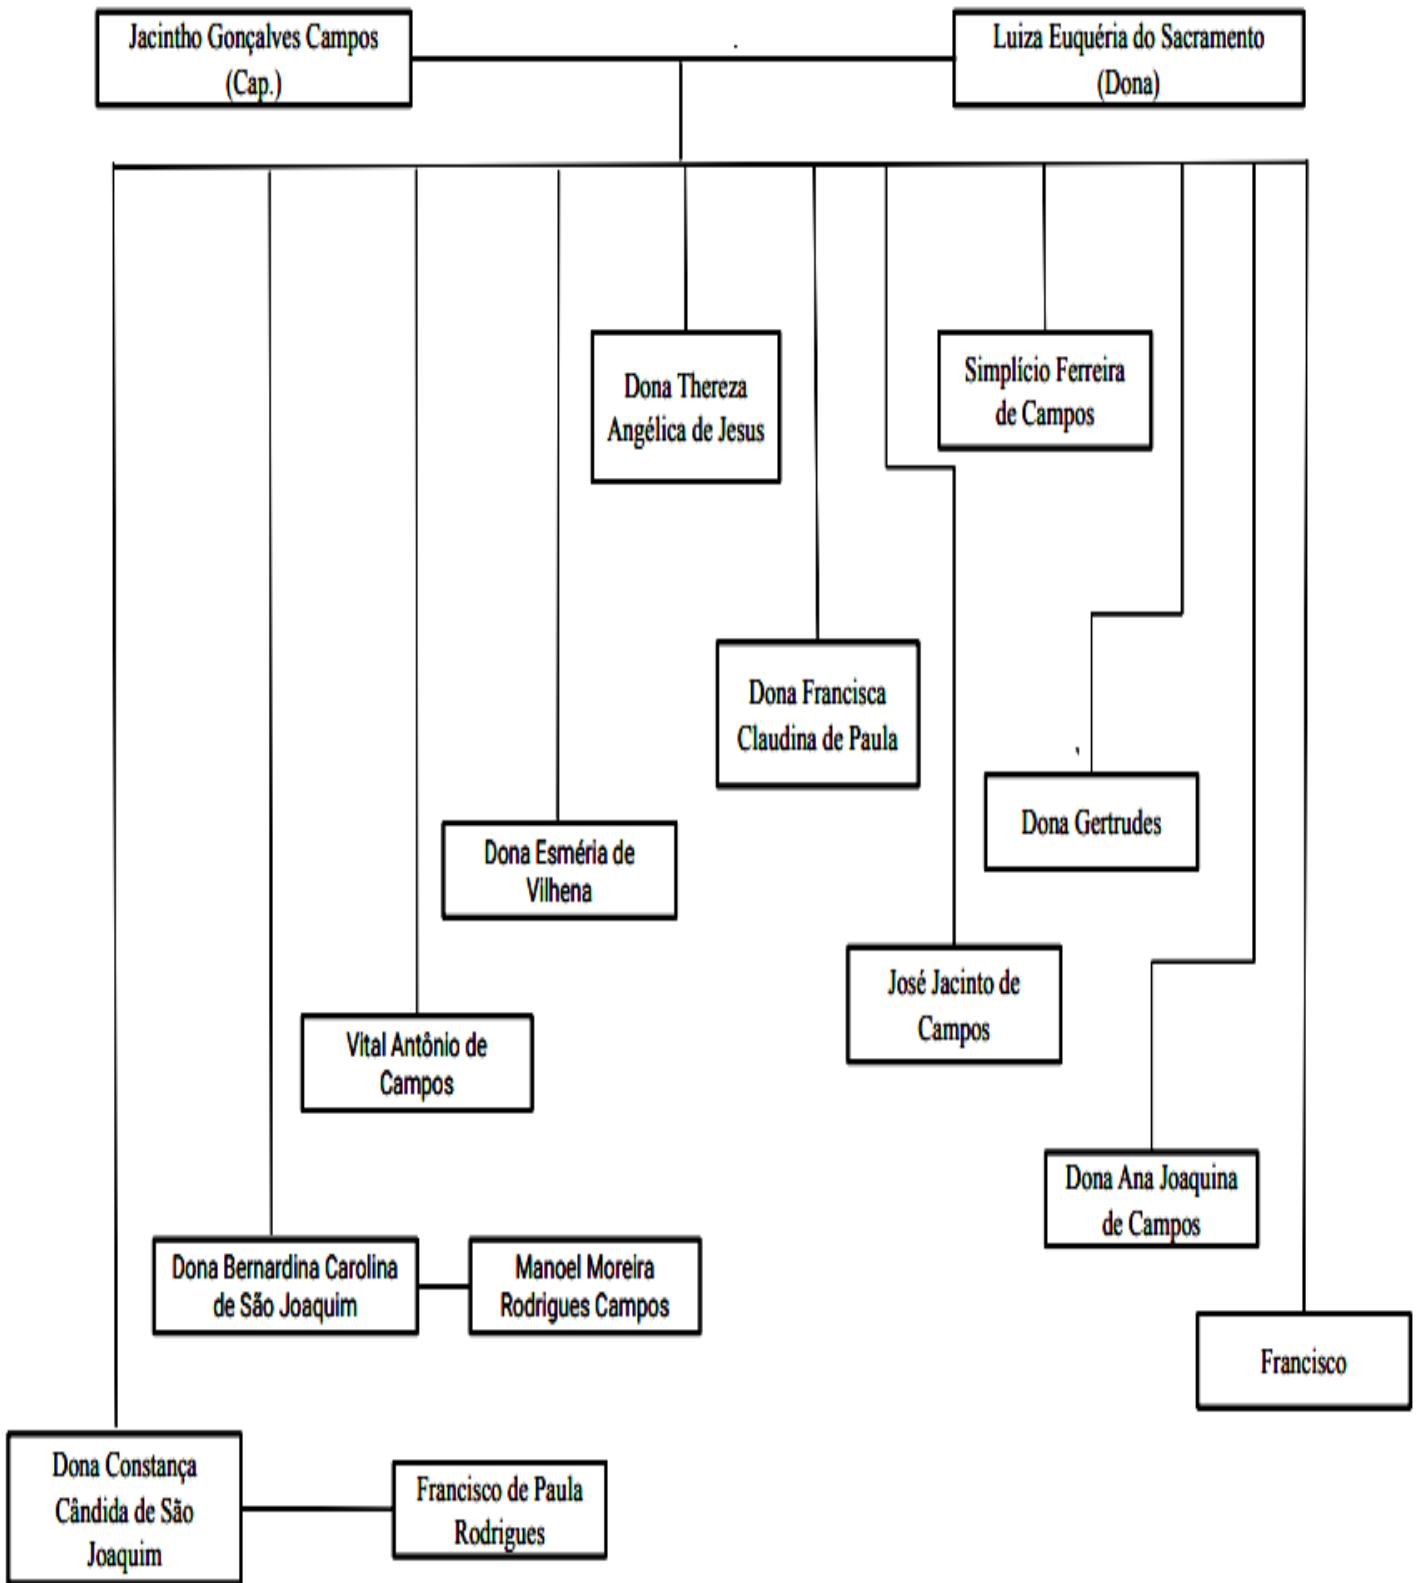 Jacintho Gonçalves Campos
(Cap.)
Luiza Euquéria do Sacramento
(Dona)
Dona Thereza
Angélica de Jesus
Simplício Ferreira
de Campos
Dona Francisca
Claudina de Paula
Dona Gertrudes
Dona Esméria de
Vilhena
José Jacinto de
Campos
Vital Antônio de
Campos
Dona Ana Joaquina
de Campos
Dona Bernardina Carolina
de São Joaquim
Manoel Moreira
Rodrigues Campos
Francisco
Dona Constança
Cândida de São
Joaquim
Francisco de Paula
Rodrigues